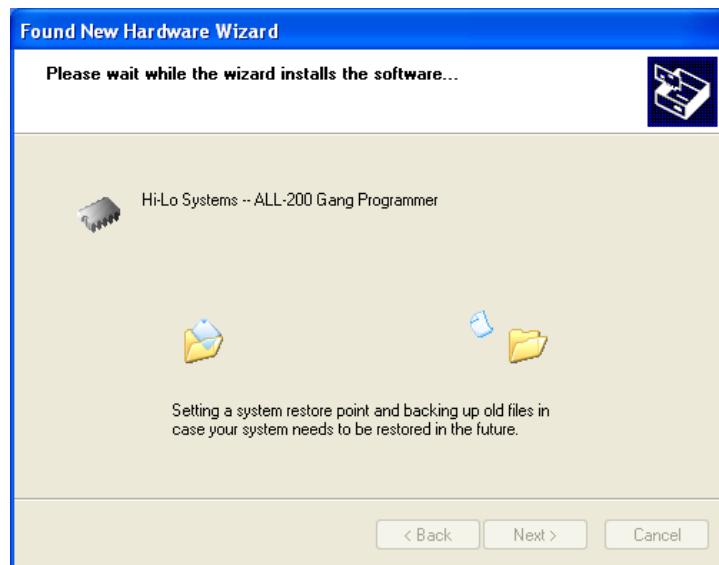 Found New Hardware Wizard
Please wait while the wizard installs the software...
Hi-Lo Systems -- ALL-200 Gang Programmer
Setting a system restore point and backing up old files in
case your system needs to be restored in the future.
< Back Next > Cancel